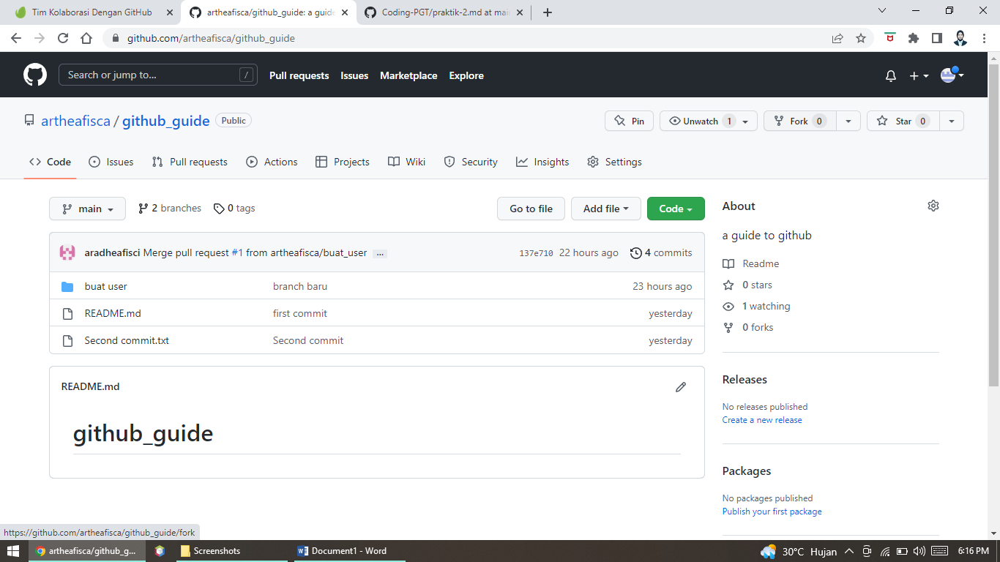 Tim Kolaborasi Dengan GitHub
artheafisca/github_guide: a guide
Coding-PGT/praktik-2.md at mai
github.com/artheafisca/github_guide
Search or jump to...
/
Pull requests
Issues
Marketplace
Explore
artheafisca / github_guide
Public
Pin
Unwatch 1
Fork 0
Star 0
Code
Issues
Pull requests
Actions
Projects
Wiki
Security
Insights
Settings
main
2 branches
0 tags
Go to file
Add file
Code
aradheafisci Merge pull request #1 from artheafisca/buat_user ...
137e710 22 hours ago
4 commits
buat user branch baru 23 hours ago
README.md first commit yesterday
Second commit.txt Second commit yesterday
README.md
github_guide
About
a guide to github
Readme
0 stars
1 watching
0 forks
Releases
No releases published
Create a new release
Packages
No packages published
Publish your first package
https://github.com/artheafisca/github_guide/fork
artheafisca/github_g...
Screenshots
Document1 - Word
30°C Hujan
6:16 PM